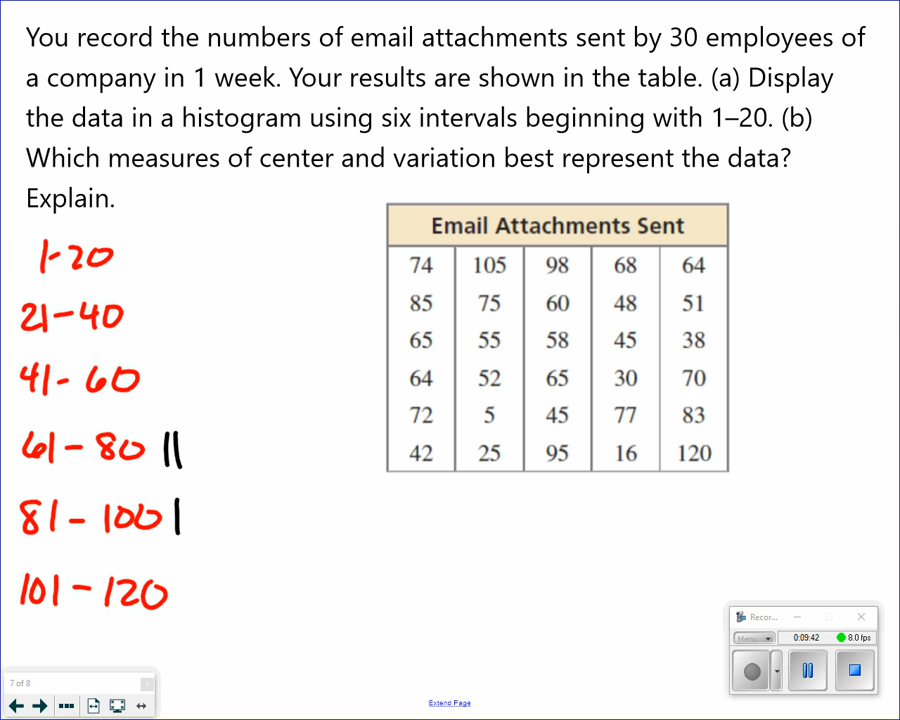 You record the numbers of email attachments sent by 30 employees of
a company in 1 week. Your results are shown in the table. (a) Display
the data in a histogram using six intervals beginning with 1–20. (b)
Which measures of center and variation best represent the data?
Explain.
Email Attachments Sent
74 105 98 68 64
85 75 60 48 51
65 55 58 45 38
64 52 65 30 70
72 5 45 77 83
42 25 95 16 120
1-20
21-40
41-60
61-80 ||
81-100 |
101-120
Recor...
Menu
0:09:42
8.0 fps
7 of 8
Extend Page